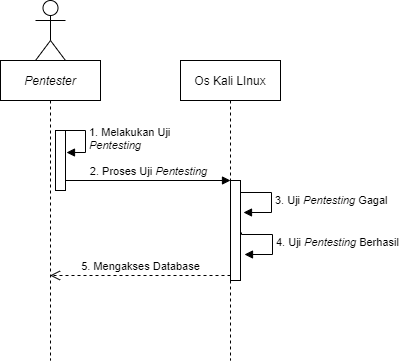 Pentester
Os Kali LInux
1. Melakukan Uji
Pentesting
2. Proses Uji Pentesting
3. Uji Pentesting Gagal
4. Uji Pentesting Berhasil
5. Mengakses Database